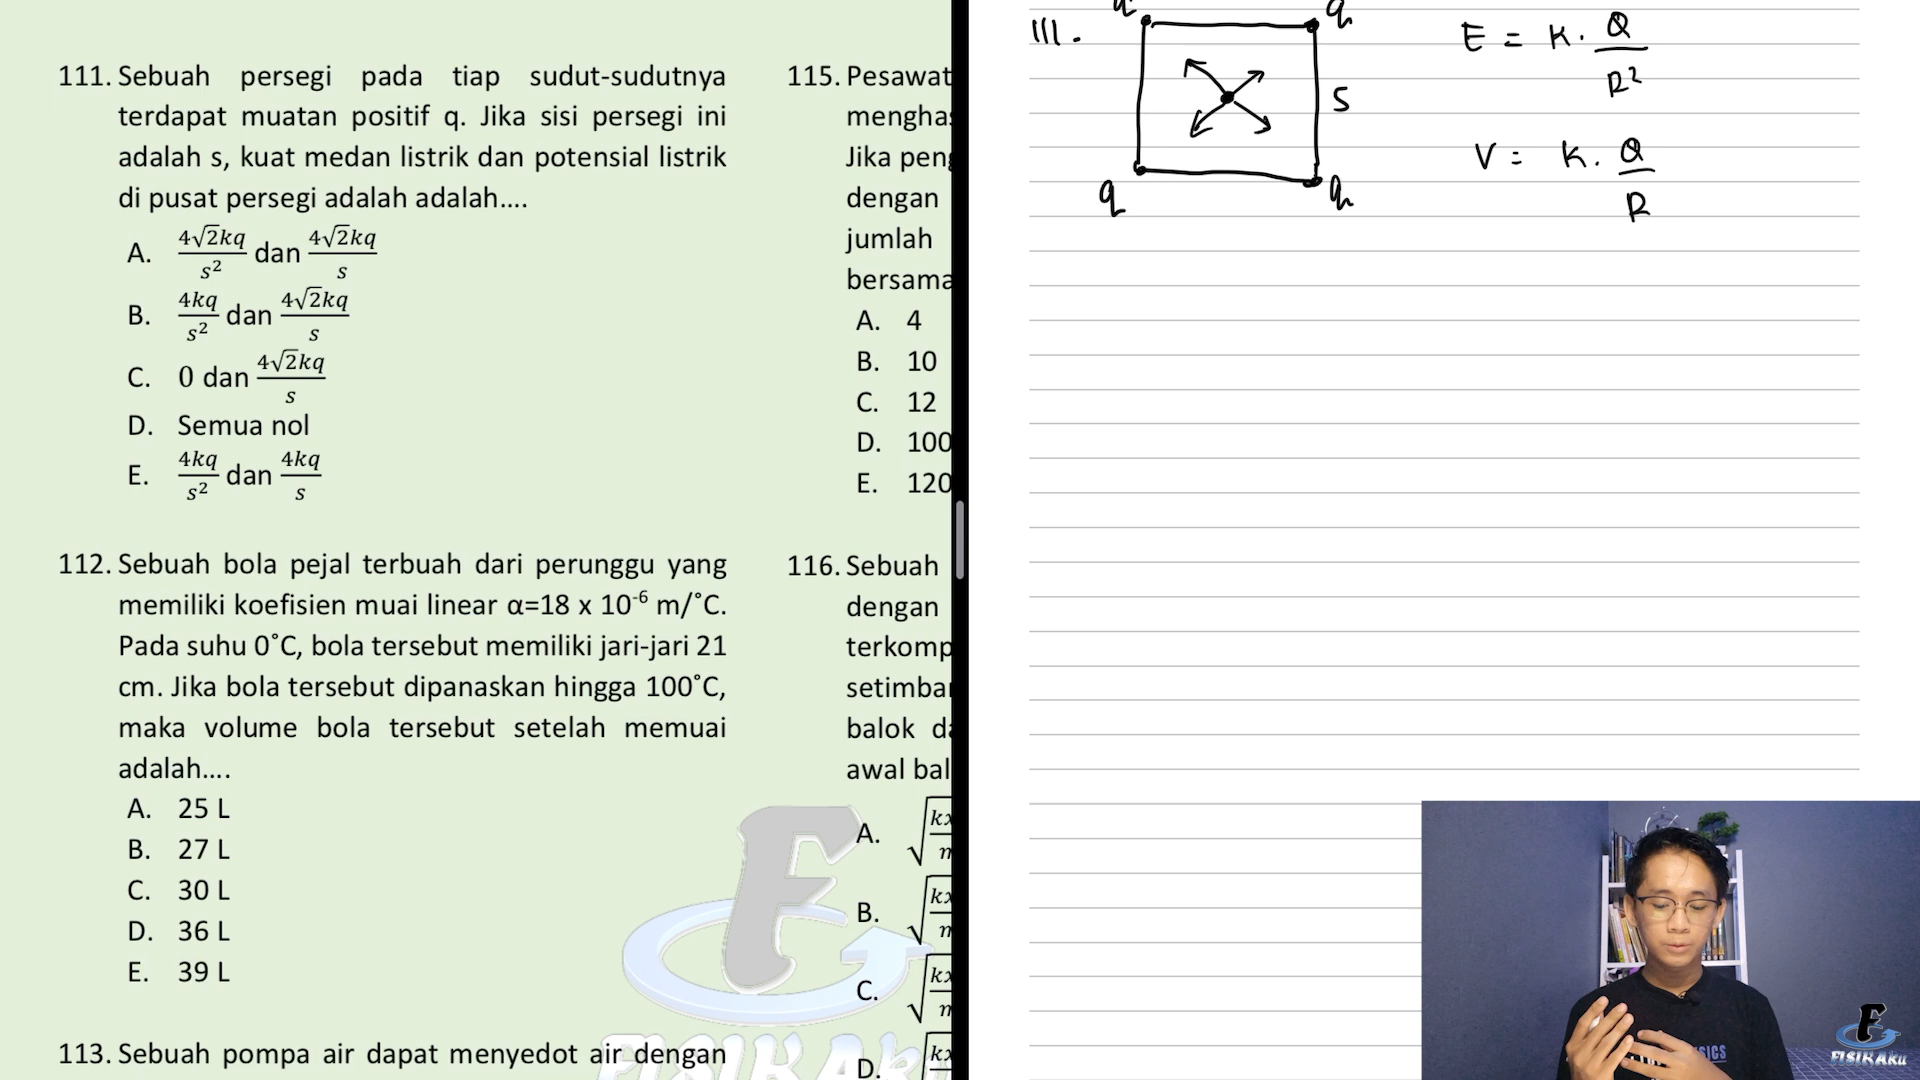 111. Sebuah persegi pada tiap sudut-sudutnya
terdapat muatan positif q. Jika sisi persegi ini
adalah s, kuat medan listrik dan potensial listrik
di pusat persegi adalah adalah....
A. 4√2kq/s² dan 4√2kq/s
B. 4kq/s² dan 4√2kq/s
C. 0 dan 4√2kq/s
D. Semua nol
E. 4kq/s² dan 4kq/s
112. Sebuah bola pejal terbuah dari perunggu yang
memiliki koefisien muai linear α=18 x 10⁻⁶ m/˚C.
Pada suhu 0˚C, bola tersebut memiliki jari-jari 21
cm. Jika bola tersebut dipanaskan hingga 100˚C,
maka volume bola tersebut setelah memuai
adalah....
A. 25 L
B. 27 L
C. 30 L
D. 36 L
E. 39 L
113. Sebuah pompa air dapat menyedot air dengan
115. Pesawat
Jika
dengan
jumlah
bersama
A. 4
B. 10
C. 12
D. 100
E. 120
116. Sebuah
dengan
balok
awal
A.
B.
C.
D.
111.
q q
S
q q
E = K . Q/R²
V = K . Q/R
FISIKAku
FISIKAku